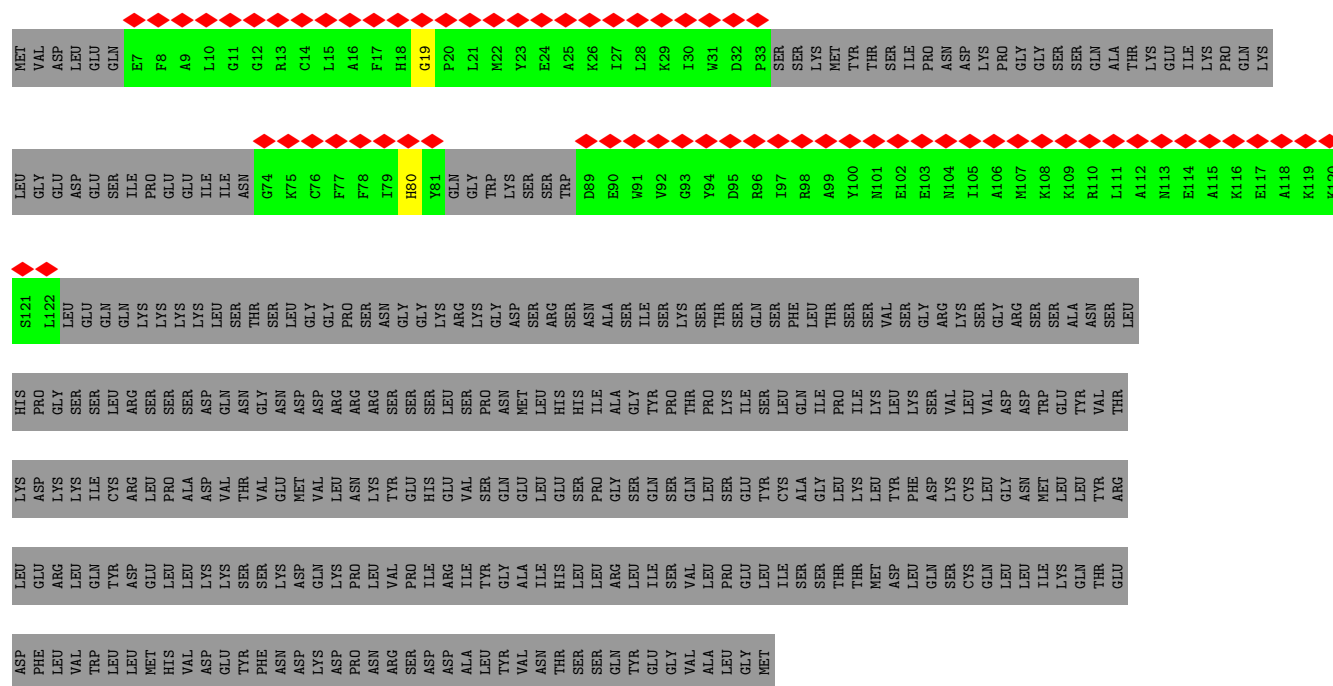 MET VAL ASP LEU GLU GLN E7 F8 A9 L10 G11 G12 R13 C14 L15 A16 F17 H18 G19 P20 L21 M22 Y23 E24 A25 K26 I27 L28 K29 I30 W31 D32 P33 SER SER LYS MET TYR THR SER ILE PRO ASN ASP LYS PRO GLY GLY SER SER GLN ALA THR LYS GLU ILE LYS PRO GLN LYS
LEU GLY GLU ASP GLU SER ILE PRO GLU GLU ILE ILE ASN G74 K75 C76 F77 F78 I79 H80 Y81 GLN GLY TRP LYS SER SER TRP D89 E90 W91 V92 G93 Y94 D95 R96 I97 R98 A99 Y100 N101 E102 E103 N104 I105 A106 M107 K108 K109 R110 L111 A112 N113 E114 A115 K116 E117 A118 K119 K120
S121 L122 LEU GLU GLN GLN LYS LYS LYS LYS LEU SER THR SER LEU GLY GLY PRO SER ASN GLY GLY LYS ARG LYS GLY ASP SER ARG SER ASN ALA SER ILE SER LYS SER THR SER GLN SER PHE LEU THR SER SER VAL SER GLY ARG LYS SER GLY ARG SER SER ALA ASN SER LEU
HIS PRO GLY SER SER LEU ARG SER SER SER ASP GLN ASN GLY ASN ASP ASP ARG ARG ARG SER SER SER LEU SER PRO ASN MET LEU HIS HIS ILE ALA GLY TYR PRO THR PRO LYS ILE SER LEU GLN ILE PRO ILE LYS LEU LYS SER VAL LEU VAL ASP ASP TRP GLU TYR VAL THR
LYS ASP LYS LYS ILE CYS ARG LEU PRO ALA ASP VAL THR VAL GLU MET VAL LEU ASN LYS TYR GLU HIS GLU VAL SER GLN GLU LEU GLU SER PRO GLY SER GLN SER GLN LEU SER GLU TYR CYS ALA GLY LEU LYS LEU TYR PHE ASP LYS CYS LEU GLY ASN MET LEU LEU TYR ARG
LEU GLU ARG LEU GLN TYR ASP GLU LEU LEU LYS LYS SER SER LYS ASP GLN LYS PRO LEU VAL PRO ILE ARG ILE TYR GLY ALA ILE HIS LEU LEU ARG LEU ILE SER VAL LEU PRO GLU LEU ILE SER SER THR THR MET ASP LEU GLN SER CYS GLN LEU LEU ILE LYS GLN THR GLU
ASP PHE LEU VAL TRP LEU LEU MET HIS VAL ASP GLU TYR PHE ASN ASP LYS ASP PRO ASN ARG SER ASP ASP ALA LEU TYR VAL ASN THR SER SER GLN TYR GLU GLY VAL ALA LEU GLY MET